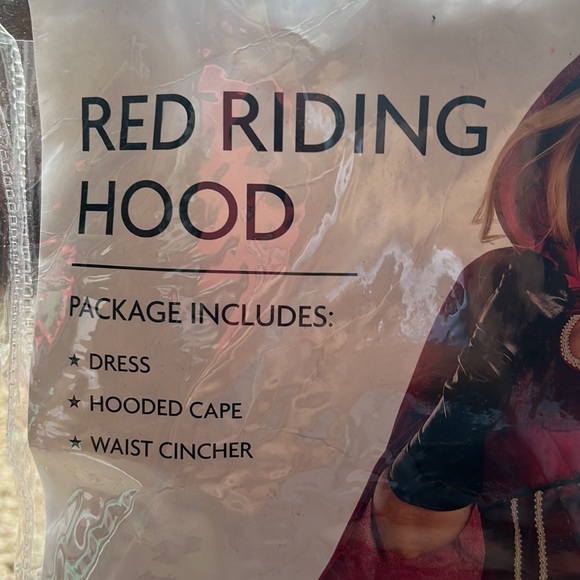 RED RIDING
HOOD
PACKAGE INCLUDES:
★ DRESS
★ HOODED CAPE
★ WAIST CINCHER